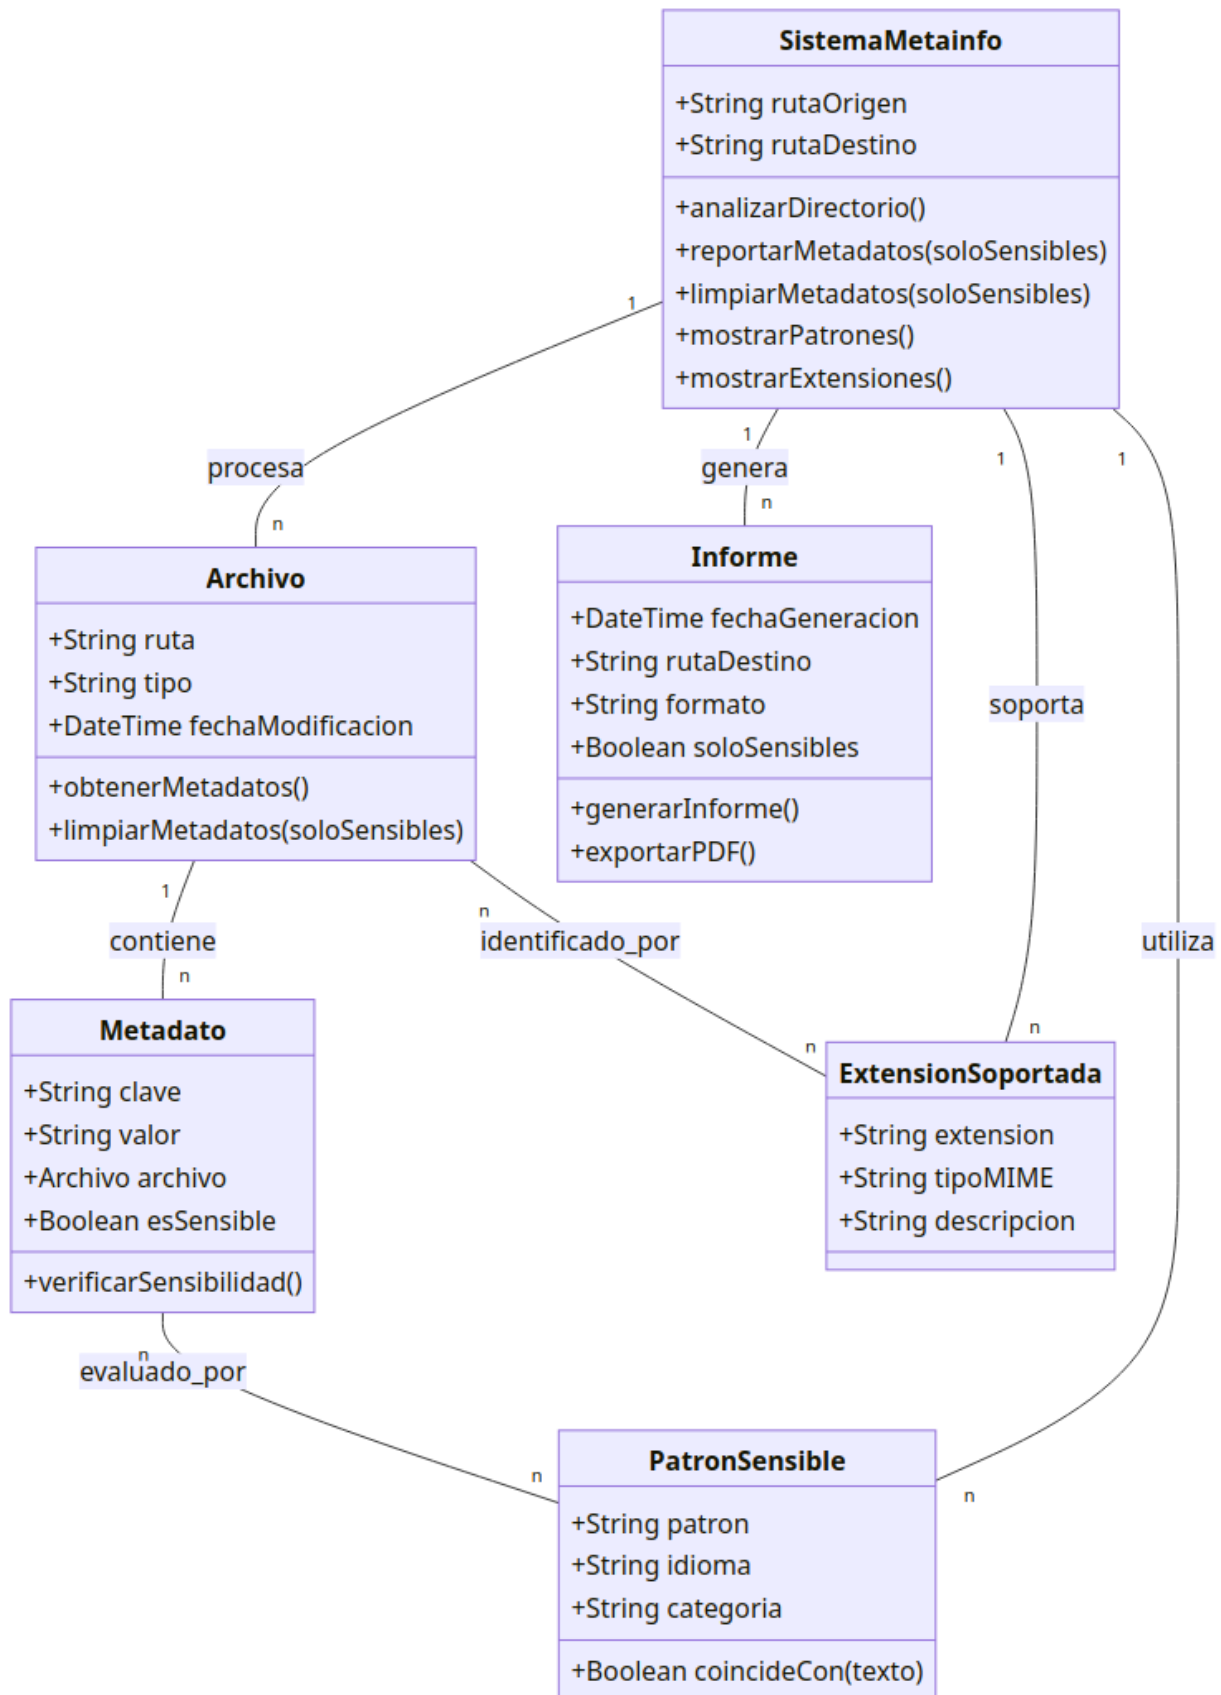 SistemaMetainfo
+String rutaOrigen
+String rutaDestino
+analizarDirectorio()
+reportarMetadatos(soloSensibles)
+limpiarMetadatos(soloSensibles)
+mostrarPatrones()
+mostrarExtensiones()
1
procesa
n
1
genera
n
1
soporta
n
1
utiliza
n
Archivo
+String ruta
+String tipo
+DateTime fechaModificacion
+obtenerMetadatos()
+limpiarMetadatos(soloSensibles)
Informe
+DateTime fechaGeneracion
+String rutaDestino
+String formato
+Boolean soloSensibles
+generarInforme()
+exportarPDF()
1
contiene
n
n
identificado_por
n
Metadato
+String clave
+String valor
+Archivo archivo
+Boolean esSensible
+verificarSensibilidad()
ExtensionSoportada
+String extension
+String tipoMIME
+String descripcion
n
evaluado_por
n
PatronSensible
+String patron
+String idioma
+String categoria
+Boolean coincideCon(texto)